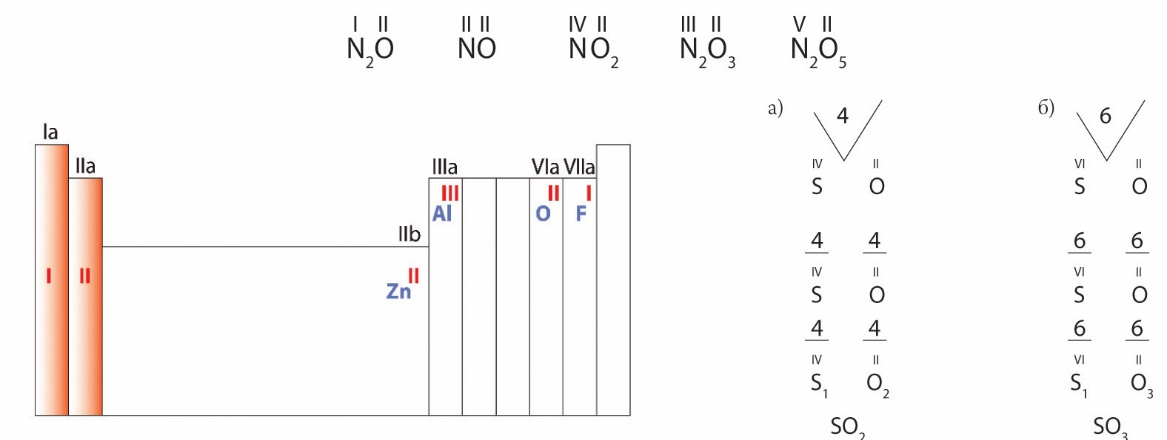 I II II II IV II III II V II
N₂O NO NO₂ N₂O₃ N₂O₅
а) 4 б) 6
Ia
IIa IIIa VIa VIIa
IV II VI II
S O S O
III II I
Al O F
IIb
4 4 6 6
I II II
Zn
IV II VI II
S O S O
4 4 6 6
IV II VI II
S₁ O₂ S₁ O₃
SO₂ SO₃